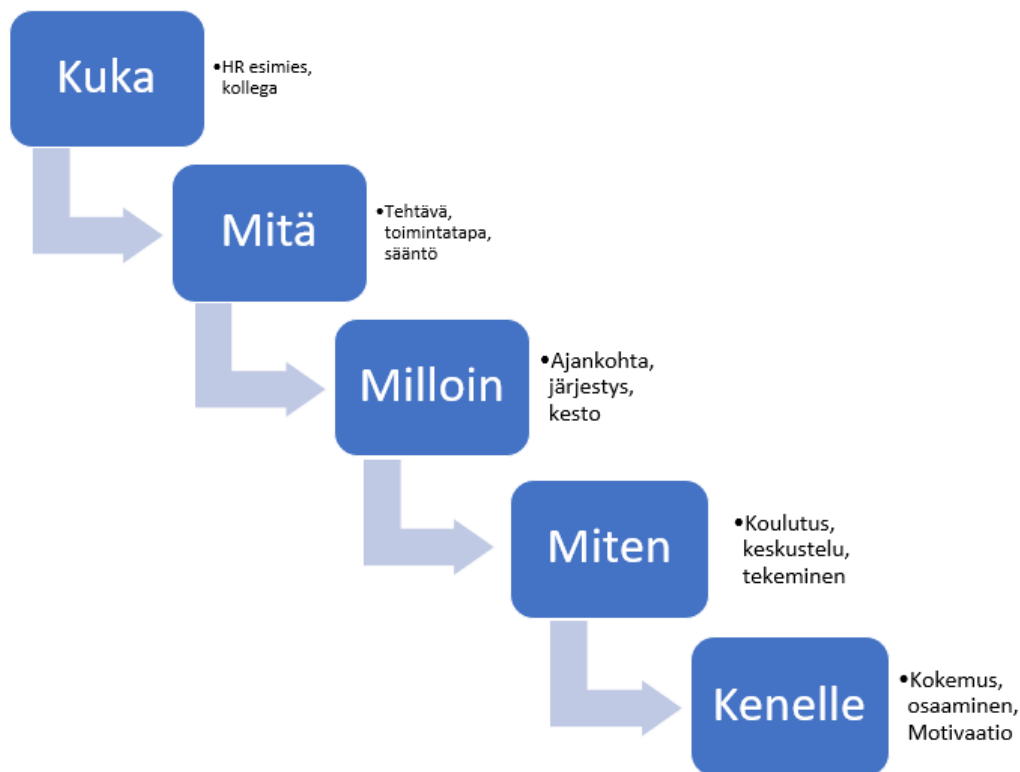 Kuka
•HR esimies,
kollega
Mitä
•Tehtävä,
toimintatapa,
sääntö
Milloin
•Ajankohta,
järjestys,
kesto
Miten
•Koulutus,
keskustelu,
tekeminen
Kenelle
•Kokemus,
osaaminen,
Motivaatio